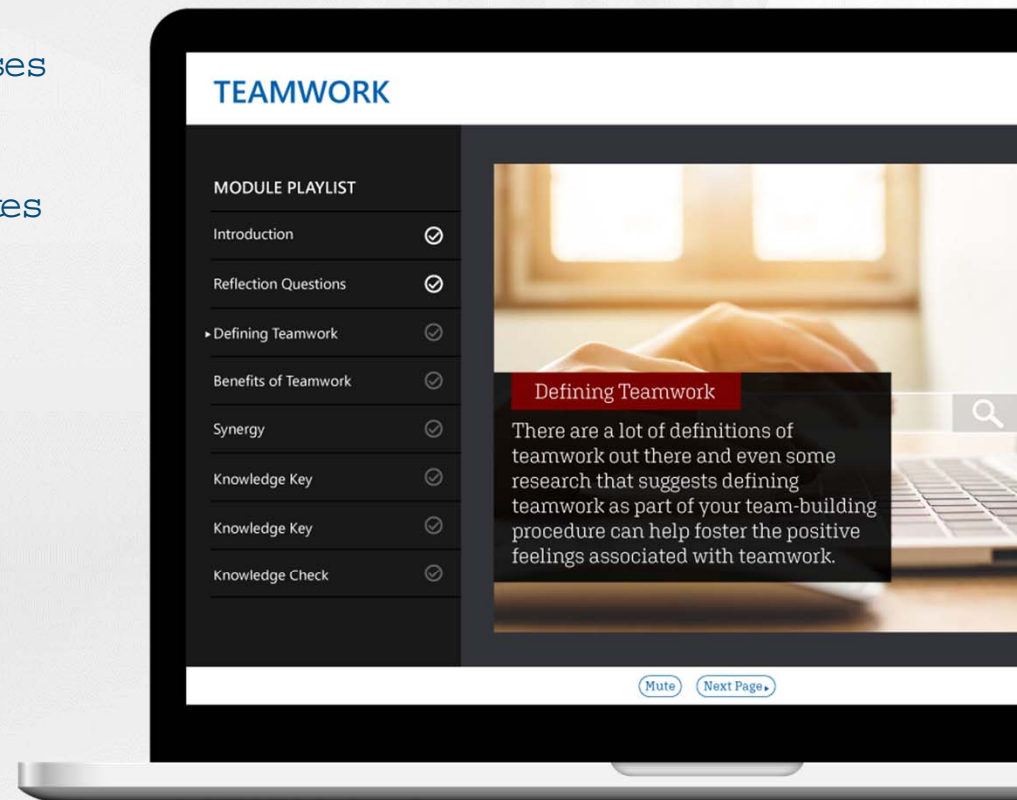 TEAMWORK
MODULE PLAYLIST
Introduction
Reflection Questions
Defining Teamwork
Benefits of Teamwork
Synergy
Knowledge Key
Knowledge Key
Knowledge Check
Defining Teamwork
There are a lot of definitions of
teamwork out there and even some
research that suggests defining
teamwork as part of your team-building
procedure can help foster the positive
feelings associated with teamwork.
Mute Next Page